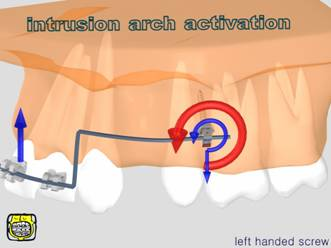 intrusion arch activation
left handed screw